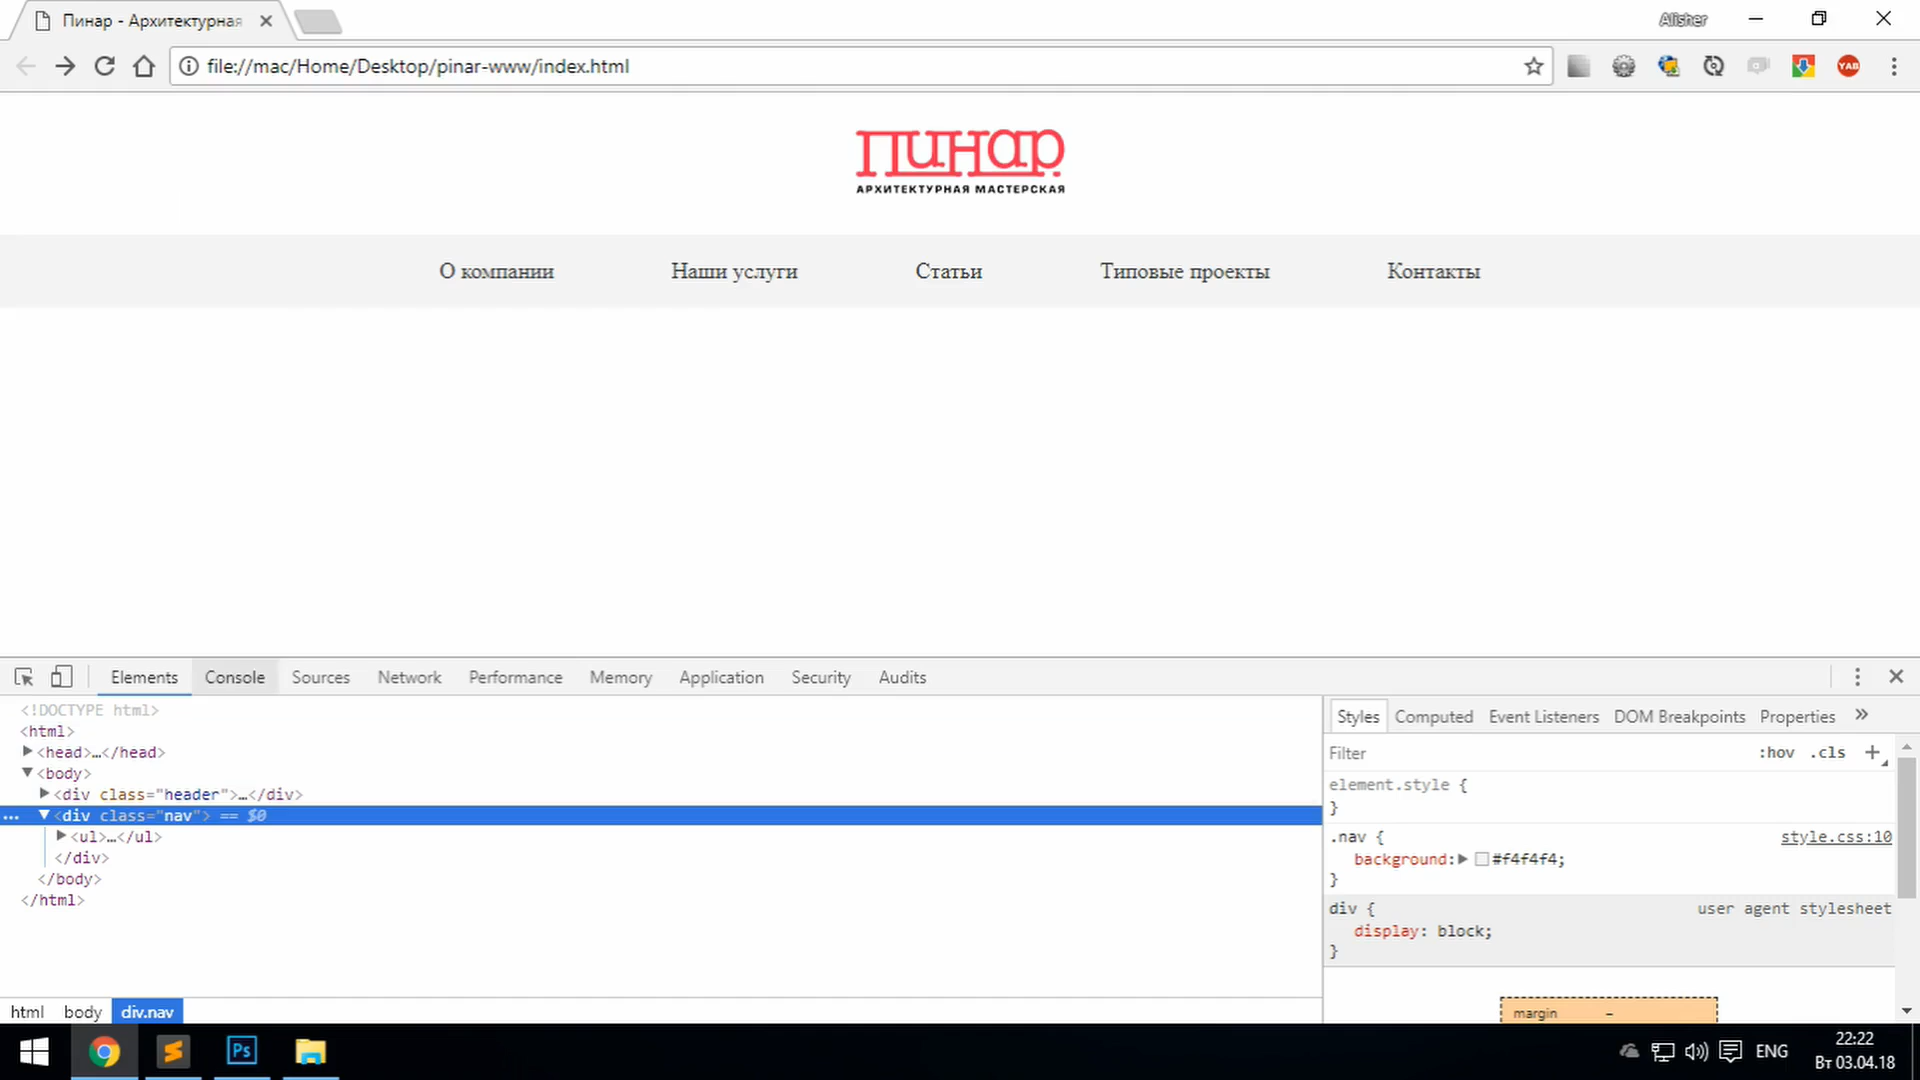 Пинар - Архитектурная
Alisher
file://mac/Home/Desktop/pinar-www/index.html
YAB
ПИНАР
АРХИТЕКТУРНАЯ МАСТЕРСКАЯ
О компании Наши услуги Статьи Типовые проекты Контакты
Elements Console Sources Network Performance Memory Application Security Audits
<!DOCTYPE html>
<html>
<head>…</head>
<body>
<div class="header">…</div>
<div class="nav"> == $0
<ul>…</ul>
</div>
</body>
</html>
html body div.nav
Styles Computed Event Listeners DOM Breakpoints Properties »
Filter :hov .cls +
element.style {
}
.nav { style.css:10
background: #f4f4f4;
}
div { user agent stylesheet
display: block;
}
margin –
Ps
ENG
22:22
Вт 03.04.18